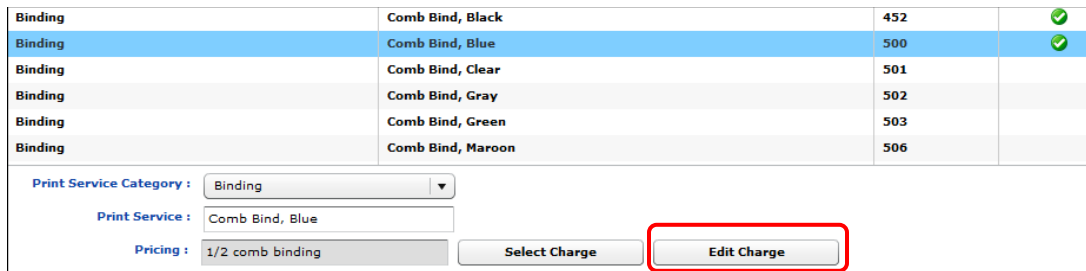 Binding Comb Bind, Black 452
Binding Comb Bind, Blue 500
Binding Comb Bind, Clear 501
Binding Comb Bind, Gray 502
Binding Comb Bind, Green 503
Binding Comb Bind, Maroon 506
Print Service Category : Binding
Print Service : Comb Bind, Blue
Pricing : 1/2 comb binding Select Charge Edit Charge